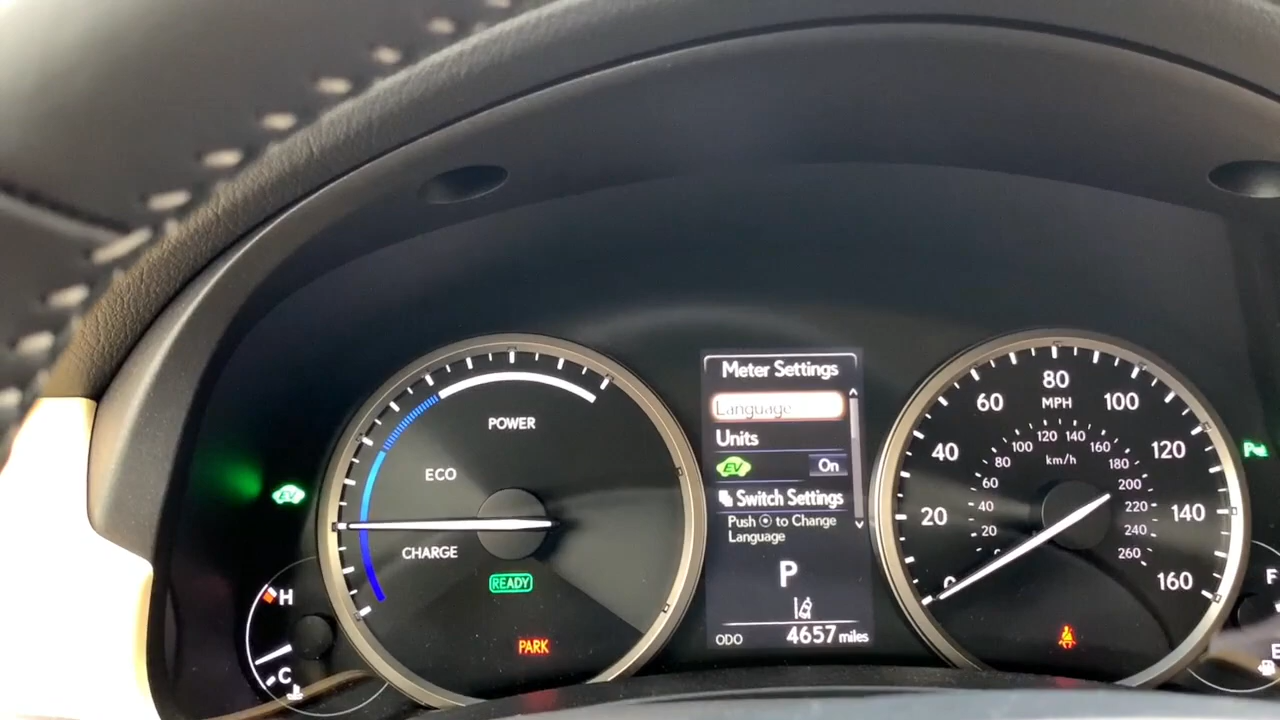 POWER
ECO
CHARGE
READY
PARK
EV
H
C
Meter Settings
Language
Units
EV On
Switch Settings
Push to Change
Language
P
ODO 4657 miles
0 20 40 60 80 100 120 140 160
MPH
km/h
20 40 60 80 100 120 140 160 180 200 220 240 260
F
E